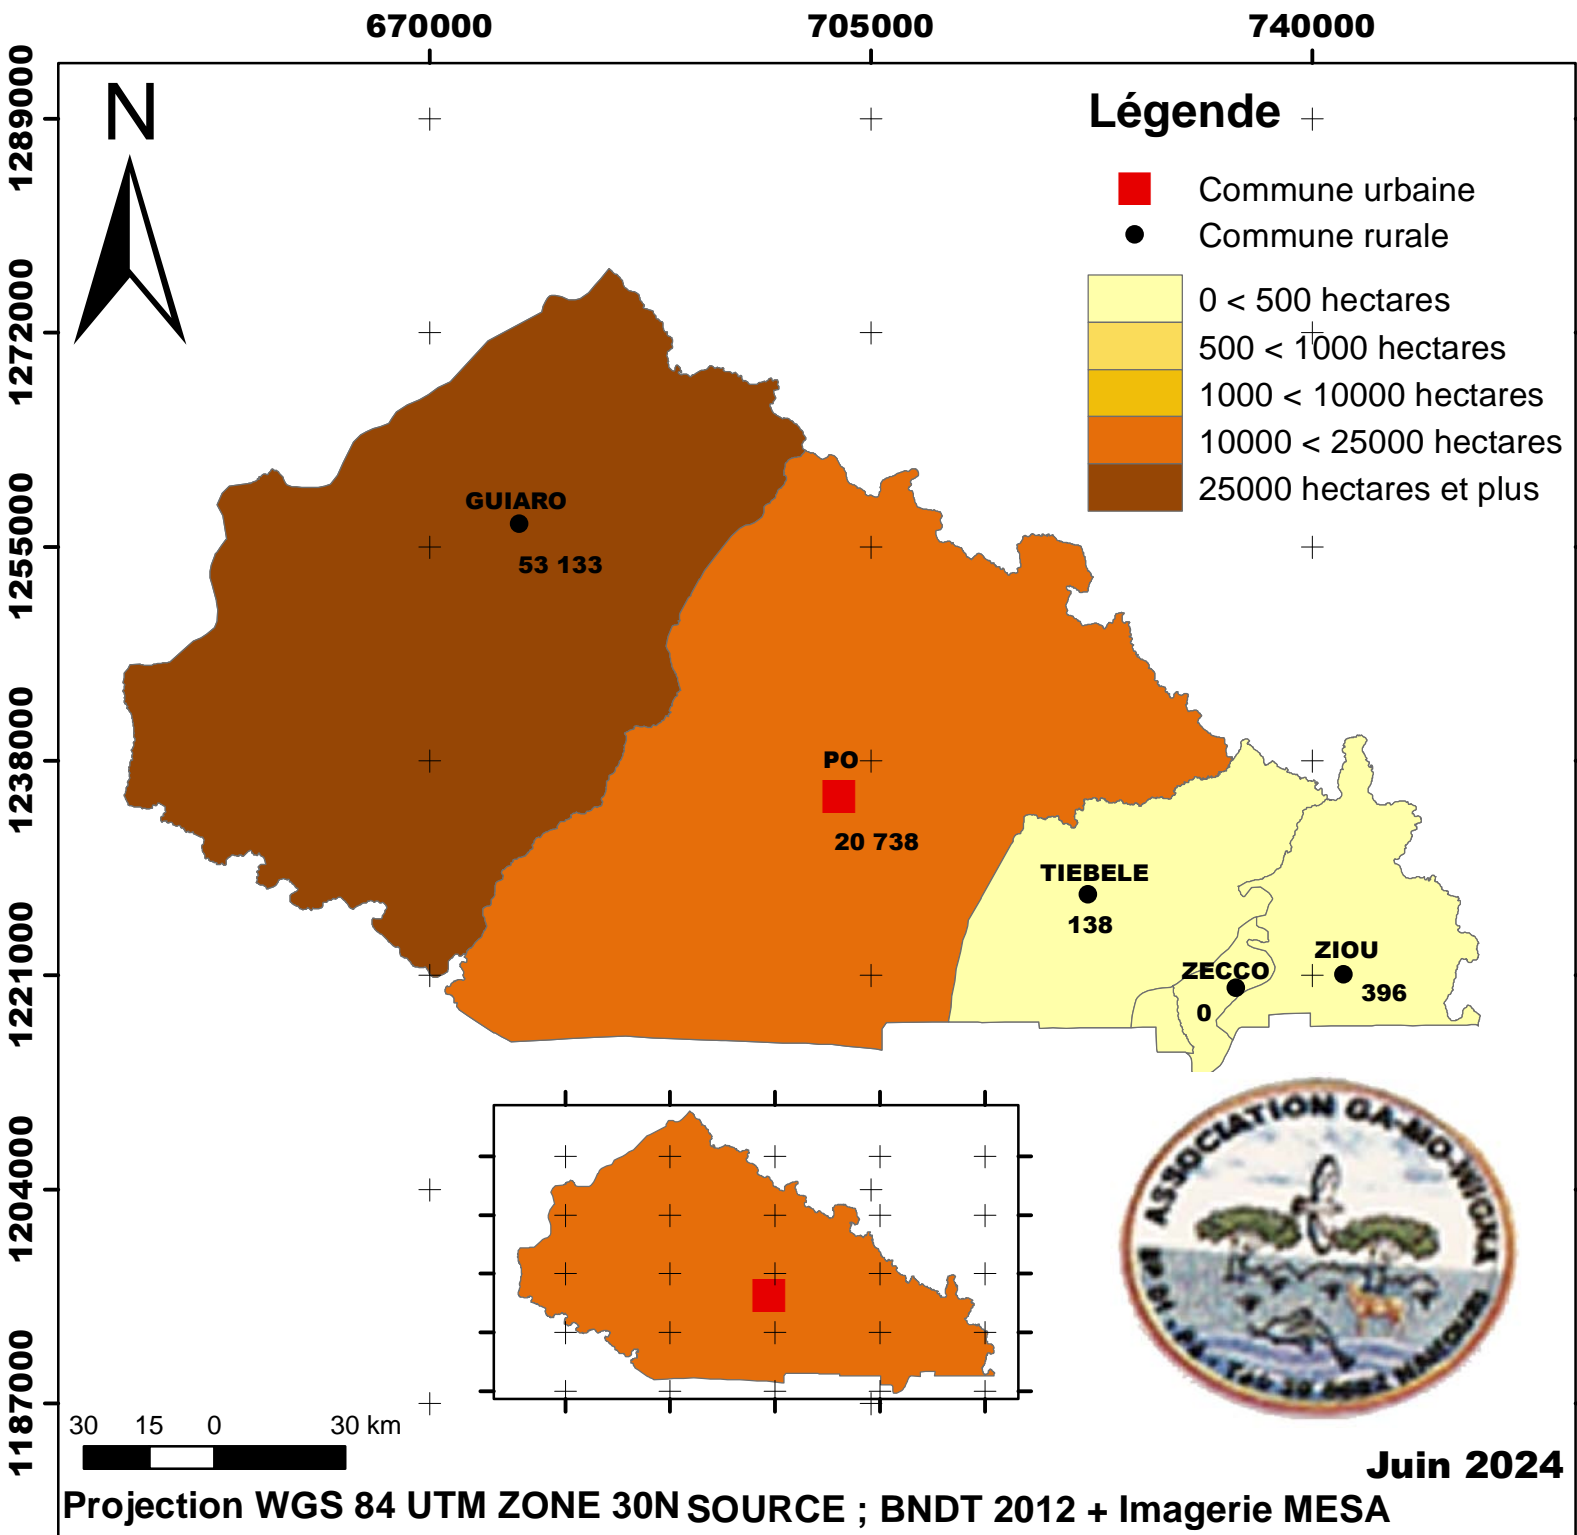 670000 705000 740000
1289000
1272000
1255000
1238000
1221000
1204000
1187000
N
Légende
Commune urbaine
Commune rurale
0 < 500 hectares
500 < 1000 hectares
1000 < 10000 hectares
10000 < 25000 hectares
25000 hectares et plus
GUIARO
53 133
PO
20 738
TIEBELE
138
ZECCO
0
ZIOU
396
ASSOCIATION GA-MO-WIGNA
30 15 0 30 km
Juin 2024
Projection WGS 84 UTM ZONE 30N SOURCE ; BNDT 2012 + Imagerie MESA